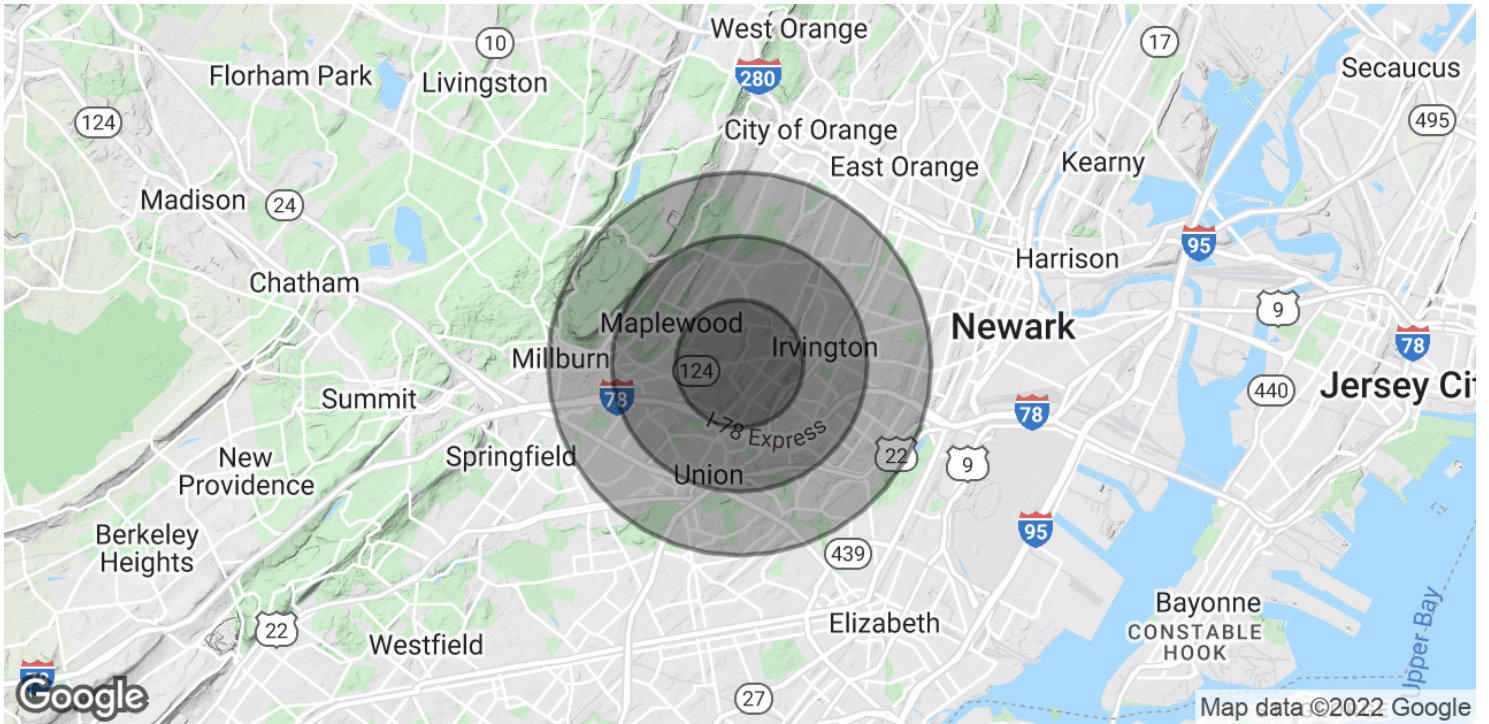 West Orange
10
17
280
Secaucus
Florham Park
Livingston
124
495
City of Orange
East Orange
Kearny
Madison
24
95
Harrison
Chatham
9
Maplewood
Newark
Irvington
78
Millburn
124
Jersey Cit
440
Summit
78
78
I-78 Express
22
Springfield
9
New
Providence
Union
95
Berkeley
Heights
439
Bayonne
Elizabeth
CONSTABLE
HOOK
22
Westfield
Upper Bay
Google
27
Map data ©2022 Google